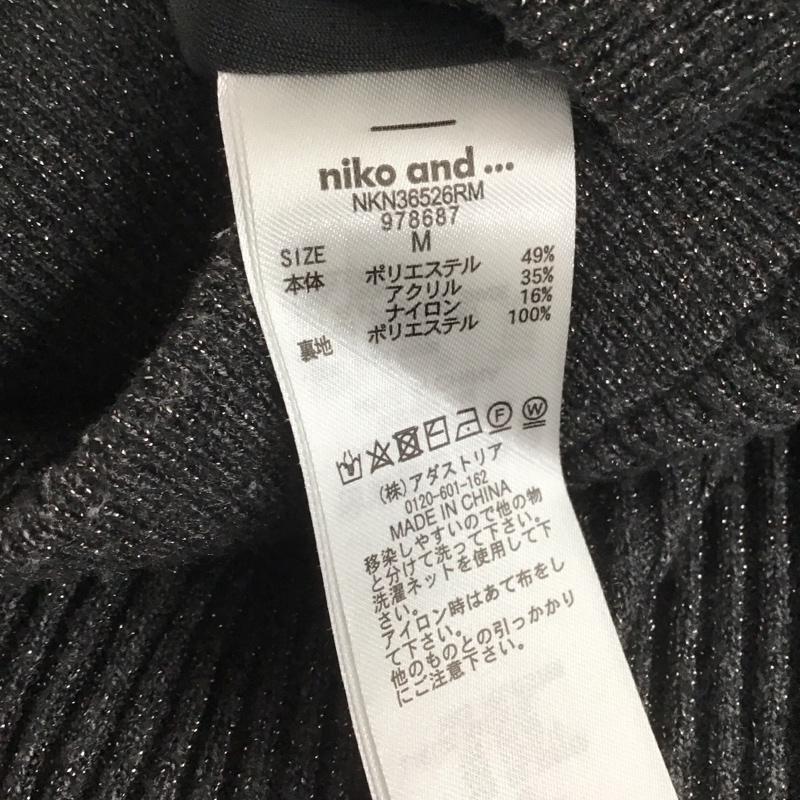 niko and ...
NKN36526RM
978687
SIZE M
本体 ポリエステル 49%
アクリル 35%
ナイロン 16%
裏地 ポリエステル 100%
F W
(株)アダストリア
0120-601-162
MADE IN CHINA
移染しやすいので他の物
と分けて洗って下さい。
洗濯ネットを使用して下
さい。
アイロン時はあて布をし
て下さい。
他のものとの引っかかり
にご注意下さい。